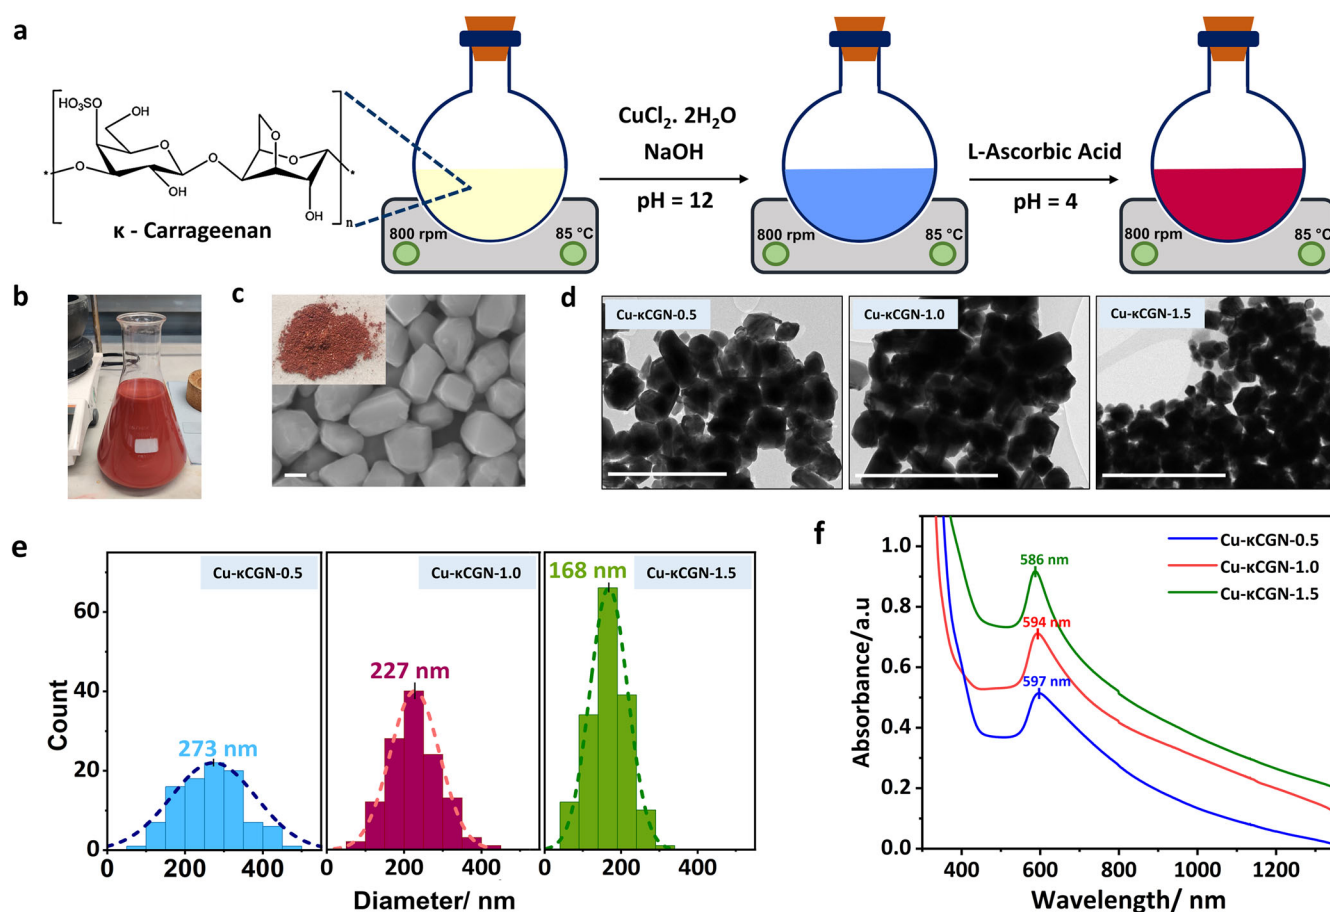 a
HO₃SO
OH
O
O
O
O
O
OH
OH
*
*
n
κ - Carrageenan
800 rpm
85 °C
CuCl₂. 2H₂O
NaOH
pH = 12
800 rpm
85 °C
L-Ascorbic Acid
pH = 4
800 rpm
85 °C
b
c
d
Cu-κCGN-0.5
Cu-κCGN-1.0
Cu-κCGN-1.5
e
Count
60
40
20
0
Cu-κCGN-0.5
273 nm
Cu-κCGN-1.0
227 nm
168 nm
Cu-κCGN-1.5
0
200
400
0
200
400
0
200
400
Diameter/ nm
f
Absorbance/a.u
1.0
0.8
0.6
0.4
0.2
0.0
586 nm
594 nm
597 nm
Cu-κCGN-0.5
Cu-κCGN-1.0
Cu-κCGN-1.5
400
600
800
1000
1200
Wavelength/ nm